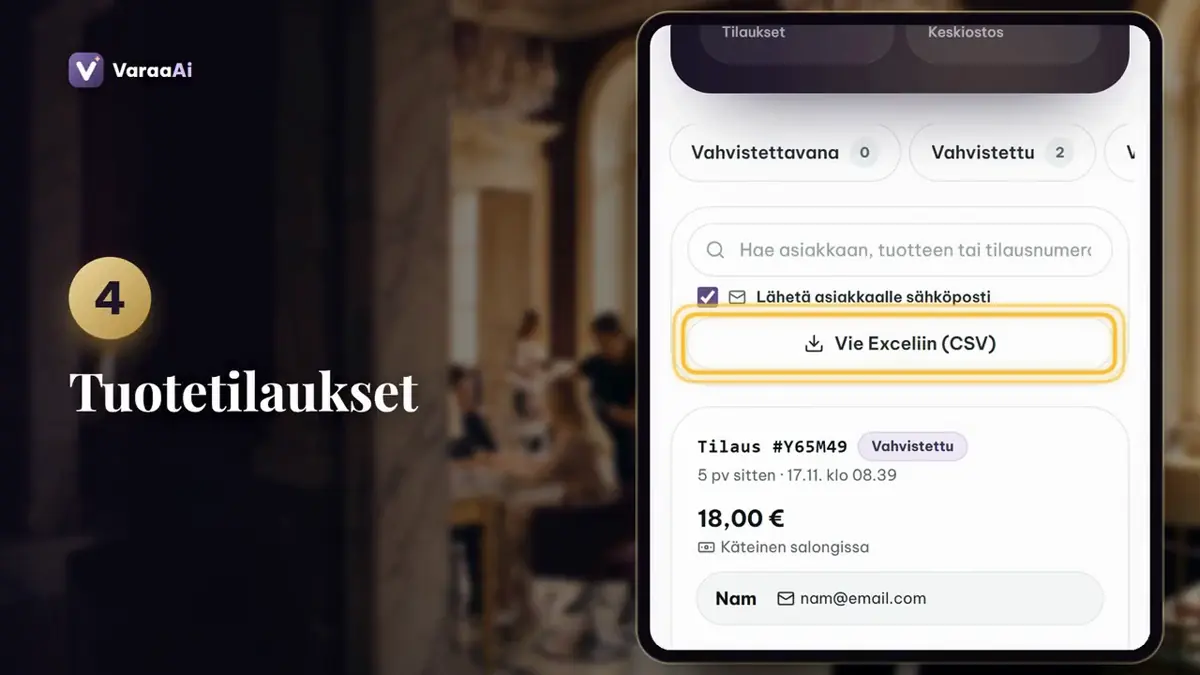 VaraaAi
4
Tuotetilaukset
Tilaukset
Keskiostos
Vahvistettavana 0
Vahvistettu 2
Hae asiakkaan, tuotteen tai
Lähetä asiakkaalle sähköposti
Vie Exceliin (CSV)
Tilaus #Y65M49 Vahvistettu
5 pv sitten · 17.11. klo 08.39
18,00 €
Käteinen salongissa
Nam nam@email.com